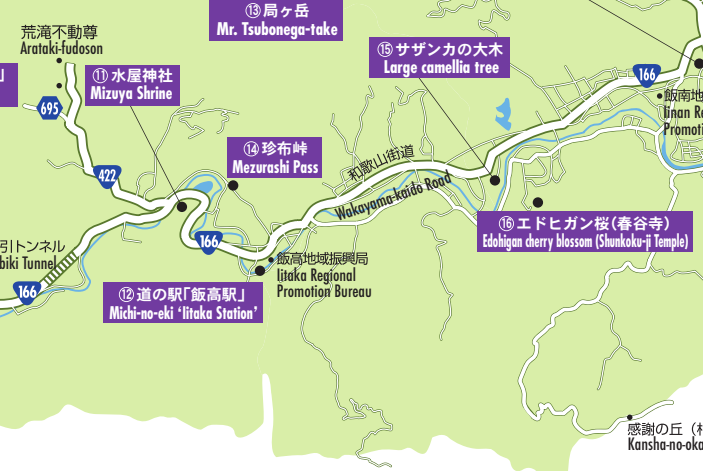 ⑬局ヶ岳
Mr. Tsubonega-take
荒滝不動尊
Arataki-fudoson
⑮サザンカの大木
Large camellia tree
166
⑪水屋神社
Mizuya Shrine
」
695
飯南地
Iinan Re
Promoti
⑭珍布峠
Mezurashi Pass
422
和歌山街道
Wakayama-kaido Road
⑯エドヒガン桜(春谷寺)
Edohigan cherry blossom (Shunkoku-ji Temple)
166
引トンネル
biki Tunnel
飯高地域振興局
Iitaka Regional
Promotion Bureau
166
⑫道の駅「飯高駅」
Michi-no-eki ‘Iitaka Station’
感謝の丘（
Kansha-no-oka